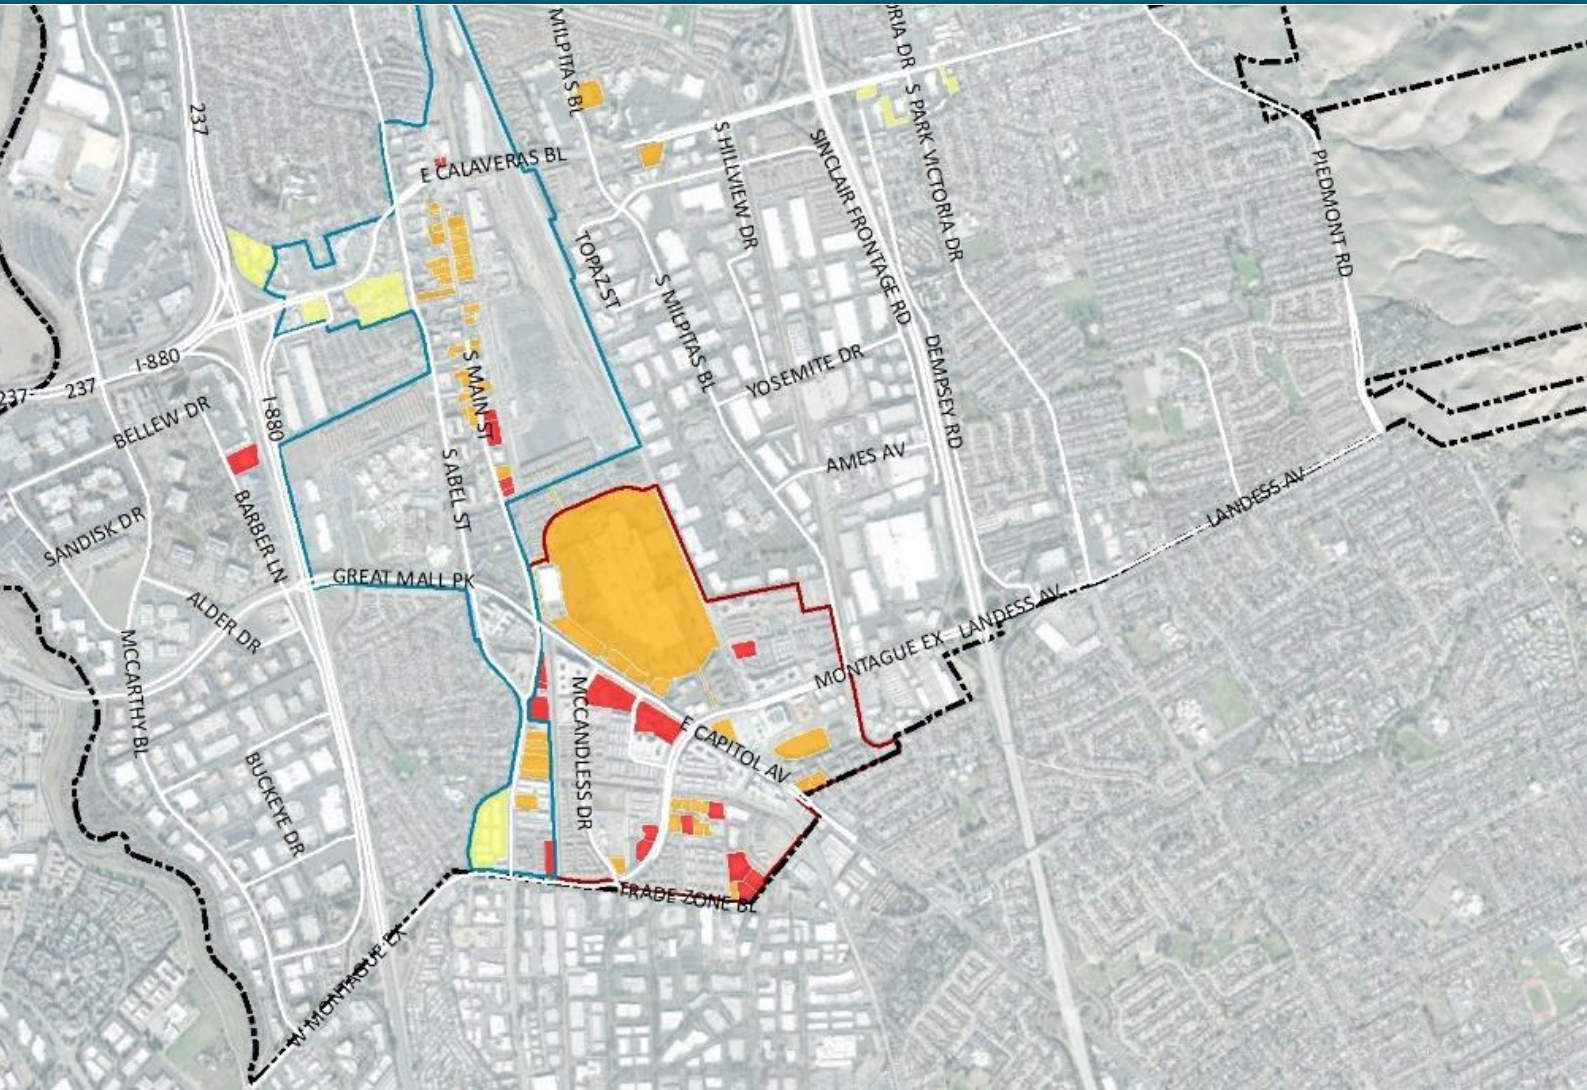 MILPITAS BL
ORIA DR
237
E CALAVERAS BL
S HILLVIEW DR
SINCLAIR FRONTAGE RD
S PARK VICTORIA DR
PIEDMONT RD
TOPAZ ST
S MILPITAS BL
I-880
237
237
BELLEW DR
I-880
S MAIN ST
YOSEMITE DR
DEMPSEY RD
S ABEL ST
AMES AV
SANDISK DR
BARBER LN
LANDESS AV
GREAT MALL PK
ALDER DR
LANDESS AV
MCCARTHY BL
MONTAGUE EX
MCCANDLESS DR
E CAPITOL AV
BUCKEYE DR
TRADE ZONE BL
W MONTAGUE EX